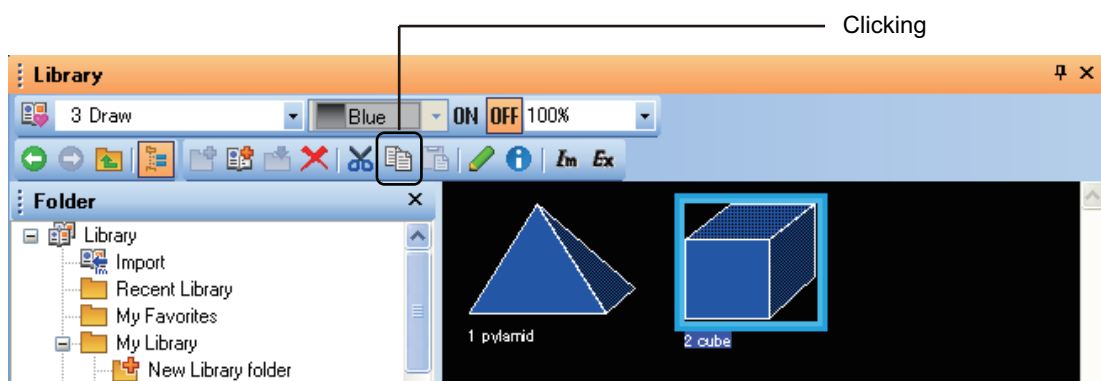 Clicking
Library
3 Draw Blue ON OFF 100%
Im Ex
Folder
Library
Import
Recent Library
My Favorites
My Library
New Library folder
1 pylamid
2 cube